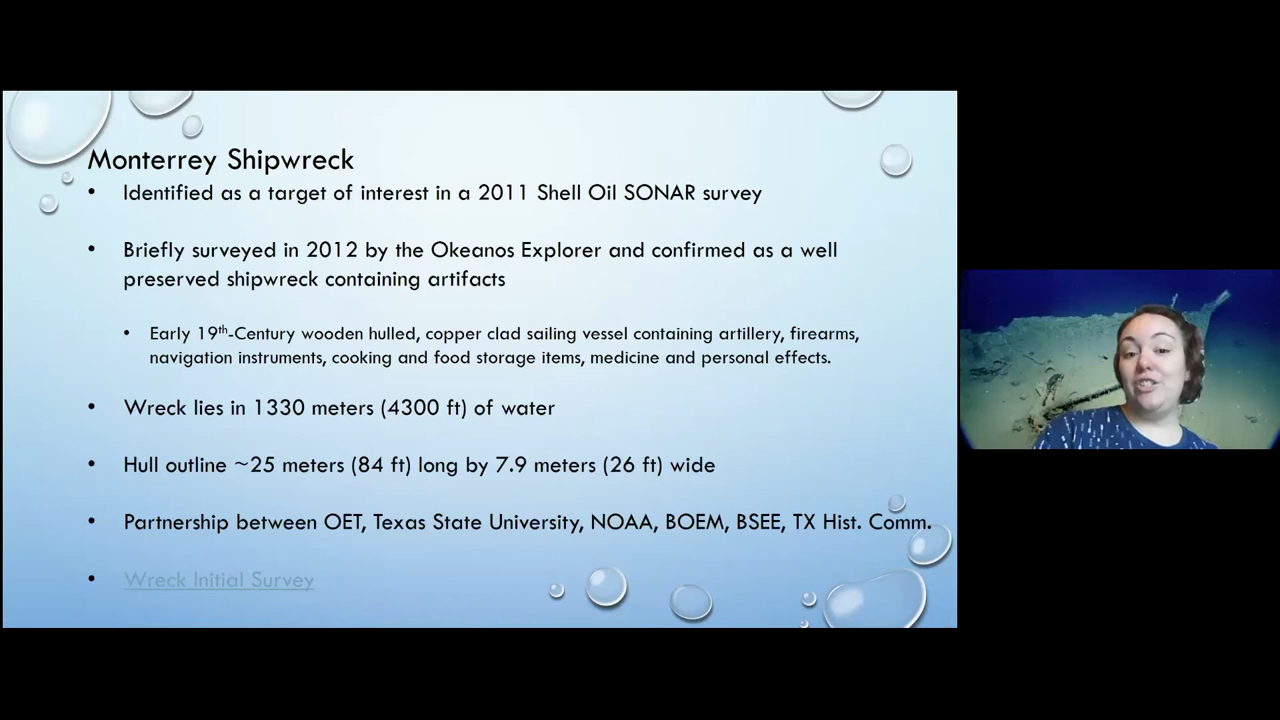 Monterrey Shipwreck
• Identified as a target of interest in a 2011 Shell Oil SONAR survey
• Briefly surveyed in 2012 by the Okeanos Explorer and confirmed as a well
preserved shipwreck containing artifacts
• Early 19th-Century wooden hulled, copper clad sailing vessel containing artillery, firearms,
navigation instruments, cooking and food storage items, medicine and personal effects.
• Wreck lies in 1330 meters (4300 ft) of water
• Hull outline ~25 meters (84 ft) long by 7.9 meters (26 ft) wide
• Partnership between OET, Texas State University, NOAA, BOEM, BSEE, TX Hist. Comm.
• Wreck Initial Survey